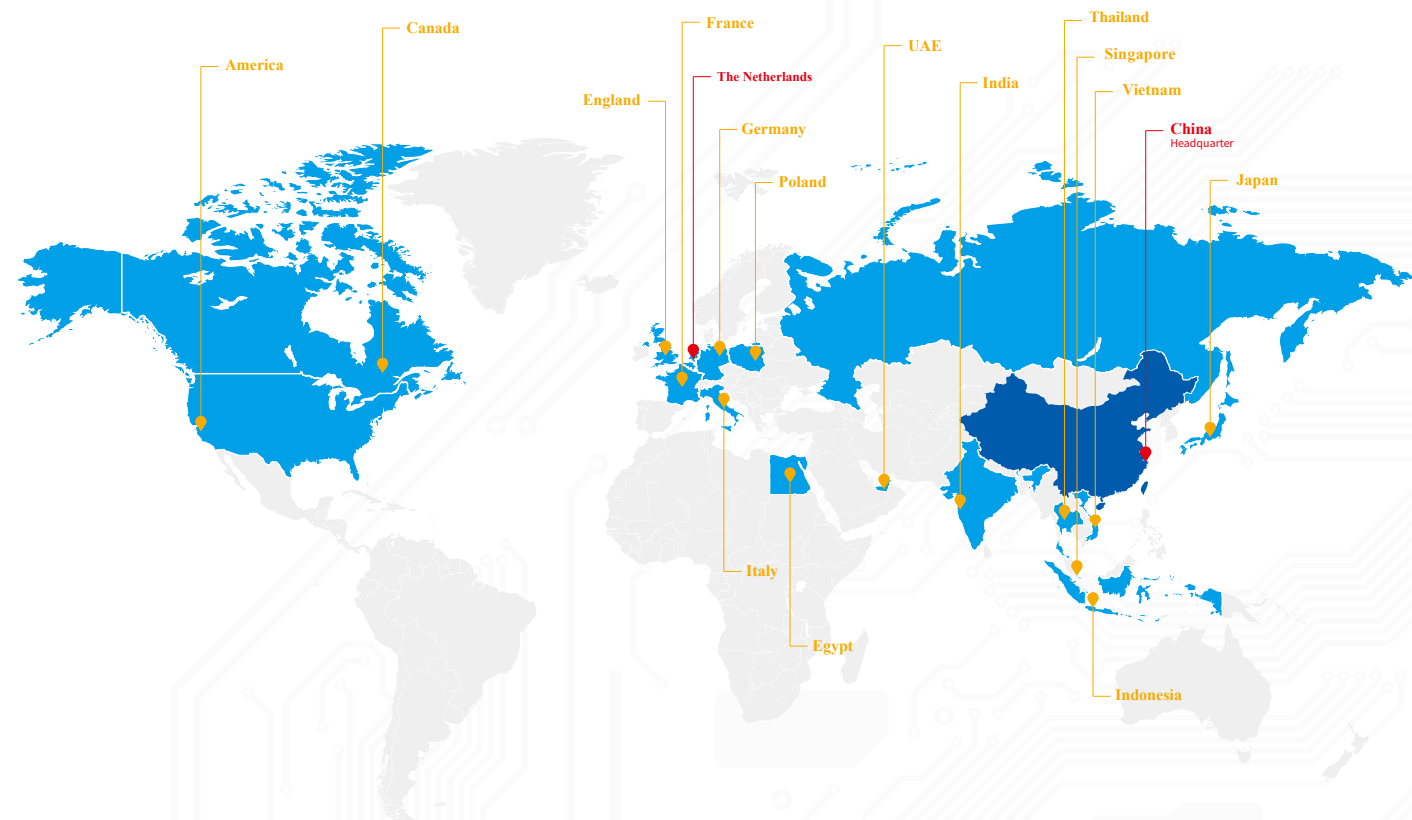 Thailand
France
Canada
UAE
Singapore
America
The Netherlands
India
Vietnam
England
Germany
China
Headquarter
Poland
Japan
Italy
Egypt
Indonesia